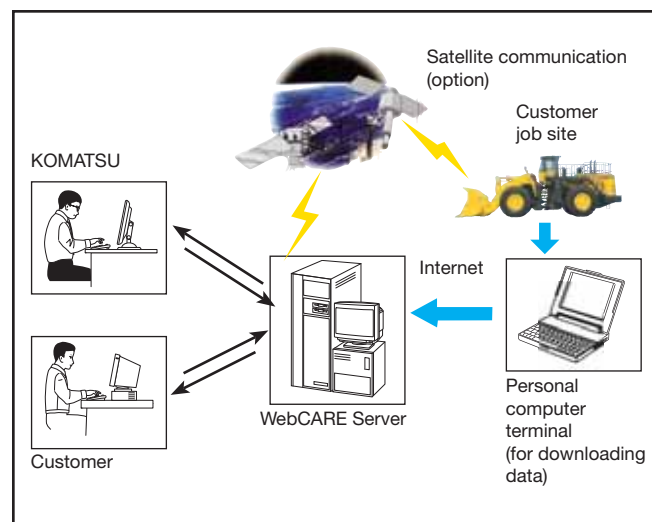 Satellite communication
(option)
Customer
job site
KOMATSU
Internet
WebCARE Server
Customer
Personal
computer
terminal
(for downloading
data)